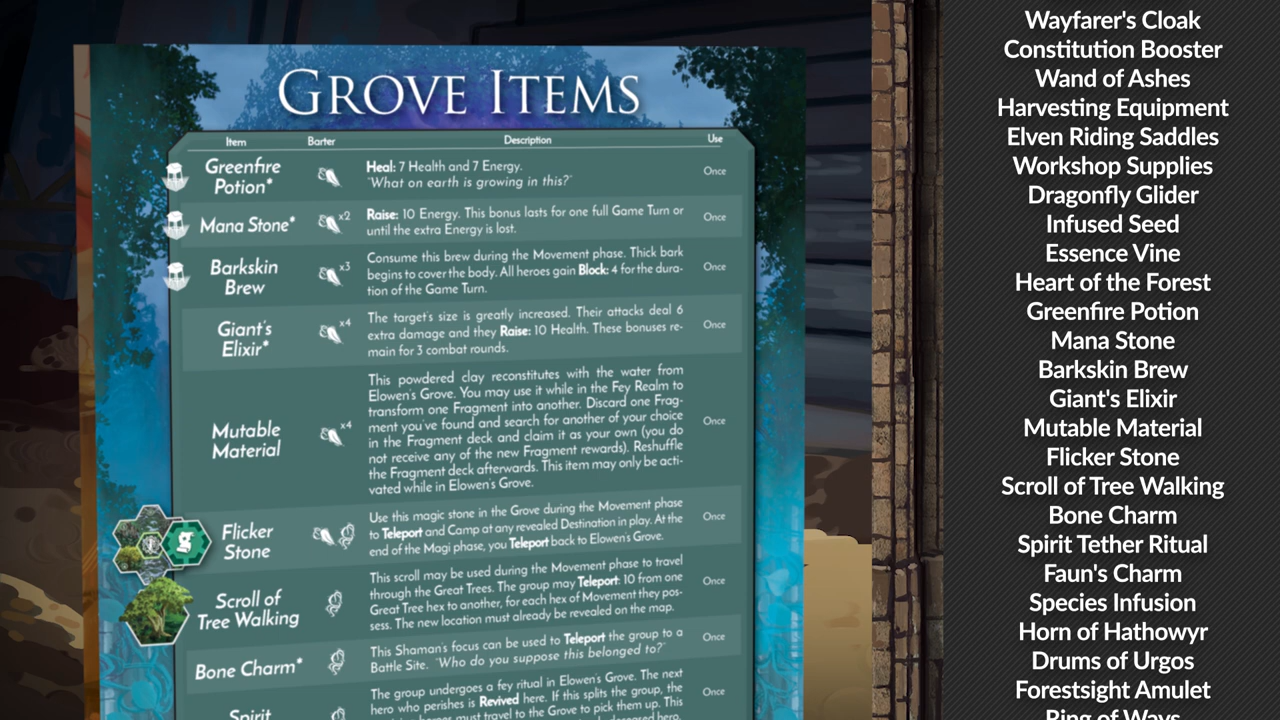 GROVE ITEMS
Item Barter Description Use
Greenfire
Potion*
Heal: 7 Health and 7 Energy.
"What on earth is growing in this?"
Once
Mana Stone*
x2
Raise: 10 Energy. This bonus lasts for one full Game Turn or
until the extra Energy is lost.
Once
Barkskin
Brew
x3
Consume this brew during the Movement phase. Thick bark
begins to cover the body. All heroes gain Block: 4 for the dura-
tion of the Game Turn.
Once
Giant's
Elixir*
x4
The target's size is greatly increased. Their attacks deal 6
extra damage and they Raise: 10 Health. These bonuses re-
main for 3 combat rounds.
Once
Mutable
Material
x4
This powdered clay reconstitutes with the water from
Elowen's Grove. You may use it while in the Fey Realm to
transform one Fragment into another. Discard one Frag-
ment you've found and search for another of your choice
in the Fragment deck and claim it as your own (you do
not receive any of the new Fragment rewards). Reshuffle
the Fragment deck afterwards. This item may only be acti-
vated while in Elowen's Grove.
Once
Flicker
Stone
Use this magic stone in the Grove during the Movement phase
to Teleport and Camp at any revealed Destination in play. At the
end of the Magi phase, you Teleport back to Elowen's Grove.
Once
Scroll of
Tree Walking
This scroll may be used during the Movement phase to travel
through the Great Trees. The group may Teleport: 10 from one
Great Tree hex to another, for each hex of Movement they pos-
sess. The new location must already be revealed on the map.
Once
Bone Charm*
This Shaman's focus can be used to Teleport the group to a
Battle Site. "Who do you suppose this belonged to?"
Once
Spirit
The group undergoes a fey ritual in Elowen's Grove. The next
hero who perishes is Revived here. If this splits the group, the
must travel to the Grove to pick them up. This
hero.
Once
Wayfarer's Cloak
Constitution Booster
Wand of Ashes
Harvesting Equipment
Elven Riding Saddles
Workshop Supplies
Dragonfly Glider
Infused Seed
Essence Vine
Heart of the Forest
Greenfire Potion
Mana Stone
Barkskin Brew
Giant's Elixir
Mutable Material
Flicker Stone
Scroll of Tree Walking
Bone Charm
Spirit Tether Ritual
Faun's Charm
Species Infusion
Horn of Hathowyr
Drums of Urgos
Forestsight Amulet
Ring of Ways